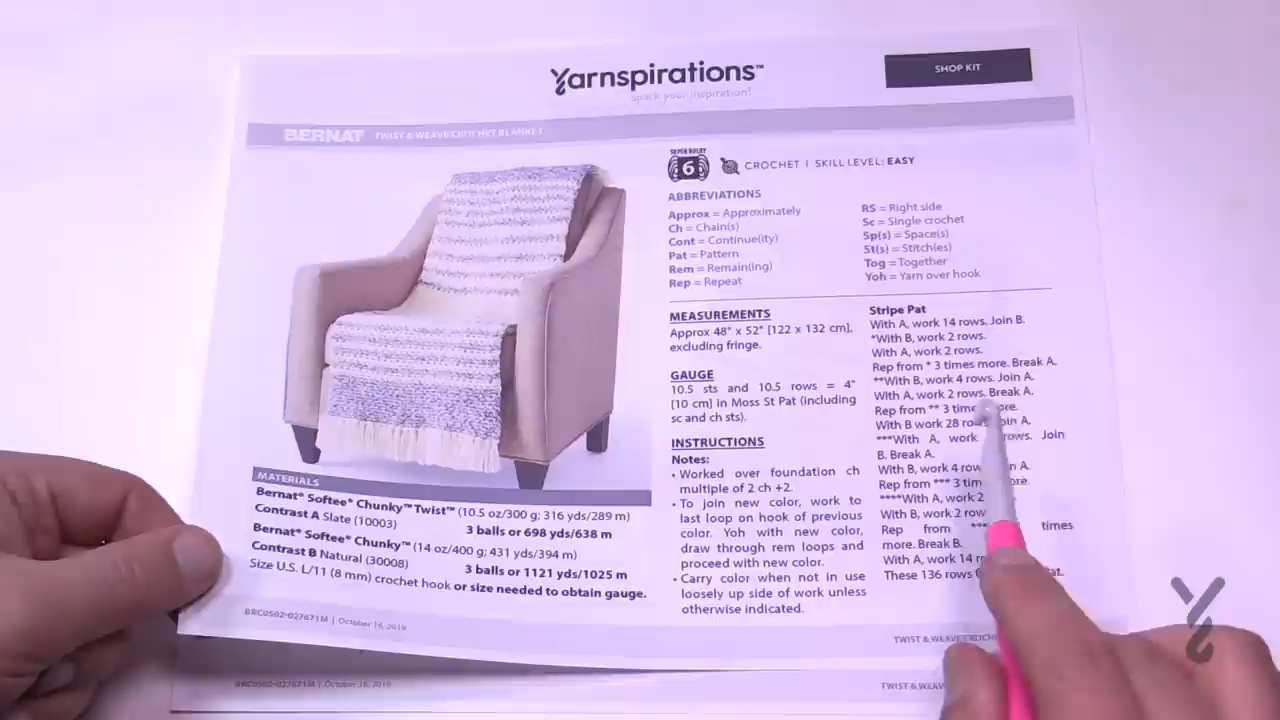 Yarnspirations™
spark your inspiration!
SHOP KIT
BERNAT TWIST & WEAVE CROCHET BLANKET
SUPER BULKY
6
CROCHET | SKILL LEVEL: EASY
ABBREVIATIONS
Approx = Approximately
Ch = Chain(s)
Cont = Continue(ity)
Pat = Pattern
Rem = Remain(ing)
Rep = Repeat
RS = Right side
Sc = Single crochet
Sp(s) = Space(s)
St(s) = Stitch(es)
Tog = Together
Yoh = Yarn over hook
MEASUREMENTS
Approx 48" x 52" [122 x 132 cm],
excluding fringe.
GAUGE
10.5 sts and 10.5 rows = 4"
[10 cm] in Moss St Pat (including
sc and ch sts).
INSTRUCTIONS
Notes:
• Worked over foundation ch
multiple of 2 ch +2.
• To join new color, work to
last loop on hook of previous
color. Yoh with new color,
draw through rem loops and
proceed with new color.
• Carry color when not in use
loosely up side of work unless
otherwise indicated.
Stripe Pat
With A, work 14 rows. Join B.
*With B, work 2 rows.
With A, work 2 rows.
Rep from * 3 times more. Break A.
**With B, work 4 rows. Join A.
With A, work 2 rows. Break A.
Rep from ** 3
With B work 28
***With A, work rows. Join
B. Break A.
With B, work 4 A.
Rep from *** 3
****With A, work 2
With B, work 2
Rep from times
more. Break B.
With A, work 14
These 136 rows
MATERIALS
Bernat® Softee® Chunky™ Twist™ (10.5 oz/300 g; 316 yds/289 m)
Contrast A Slate (10003) 3 balls or 698 yds/638 m
Bernat® Softee® Chunky™ (14 oz/400 g; 431 yds/394 m)
Contrast B Natural (30008) 3 balls or 1121 yds/1025 m
Size U.S. L/11 (8 mm) crochet hook or size needed to obtain gauge.
BRC0502-027671M | October 16, 2019
TWIST & WEAVE
BRC0502-027671M | October 16, 2019
TWIST & WEAV